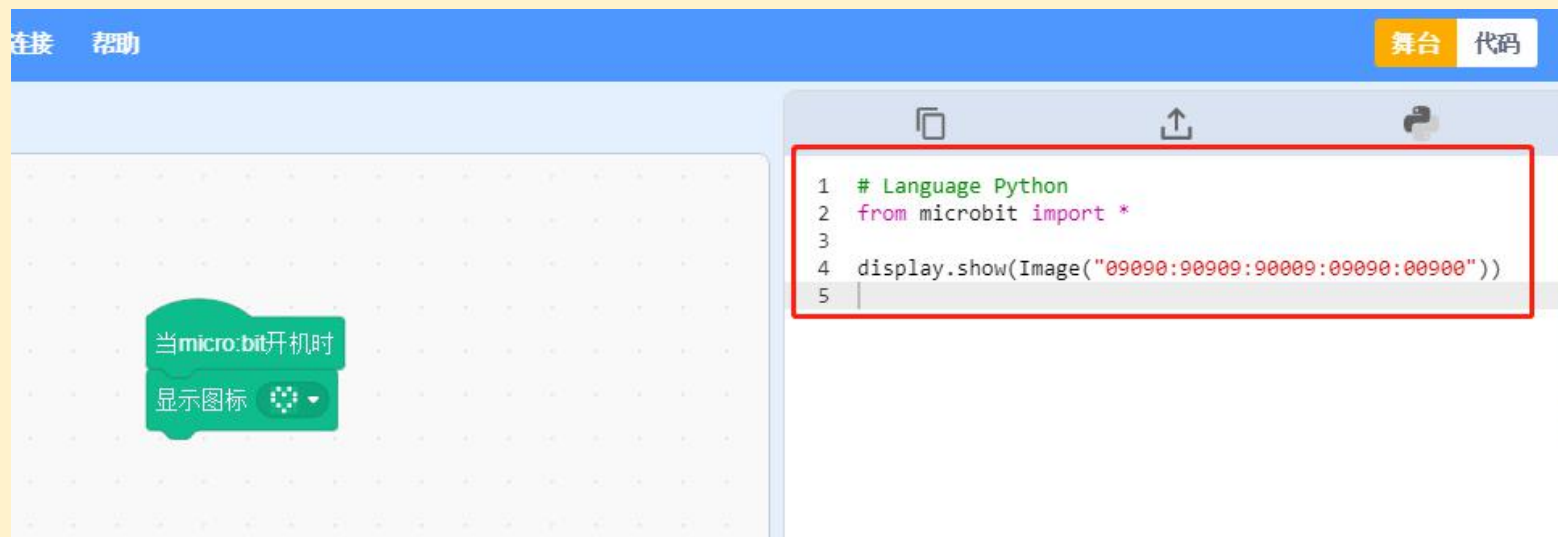 连接 帮助 舞台 代码
1 # Language Python
2 from microbit import *
3
4 display.show(Image("09090:90909:90009:09090:00900"))
5
当micro:bit开机时
显示图标